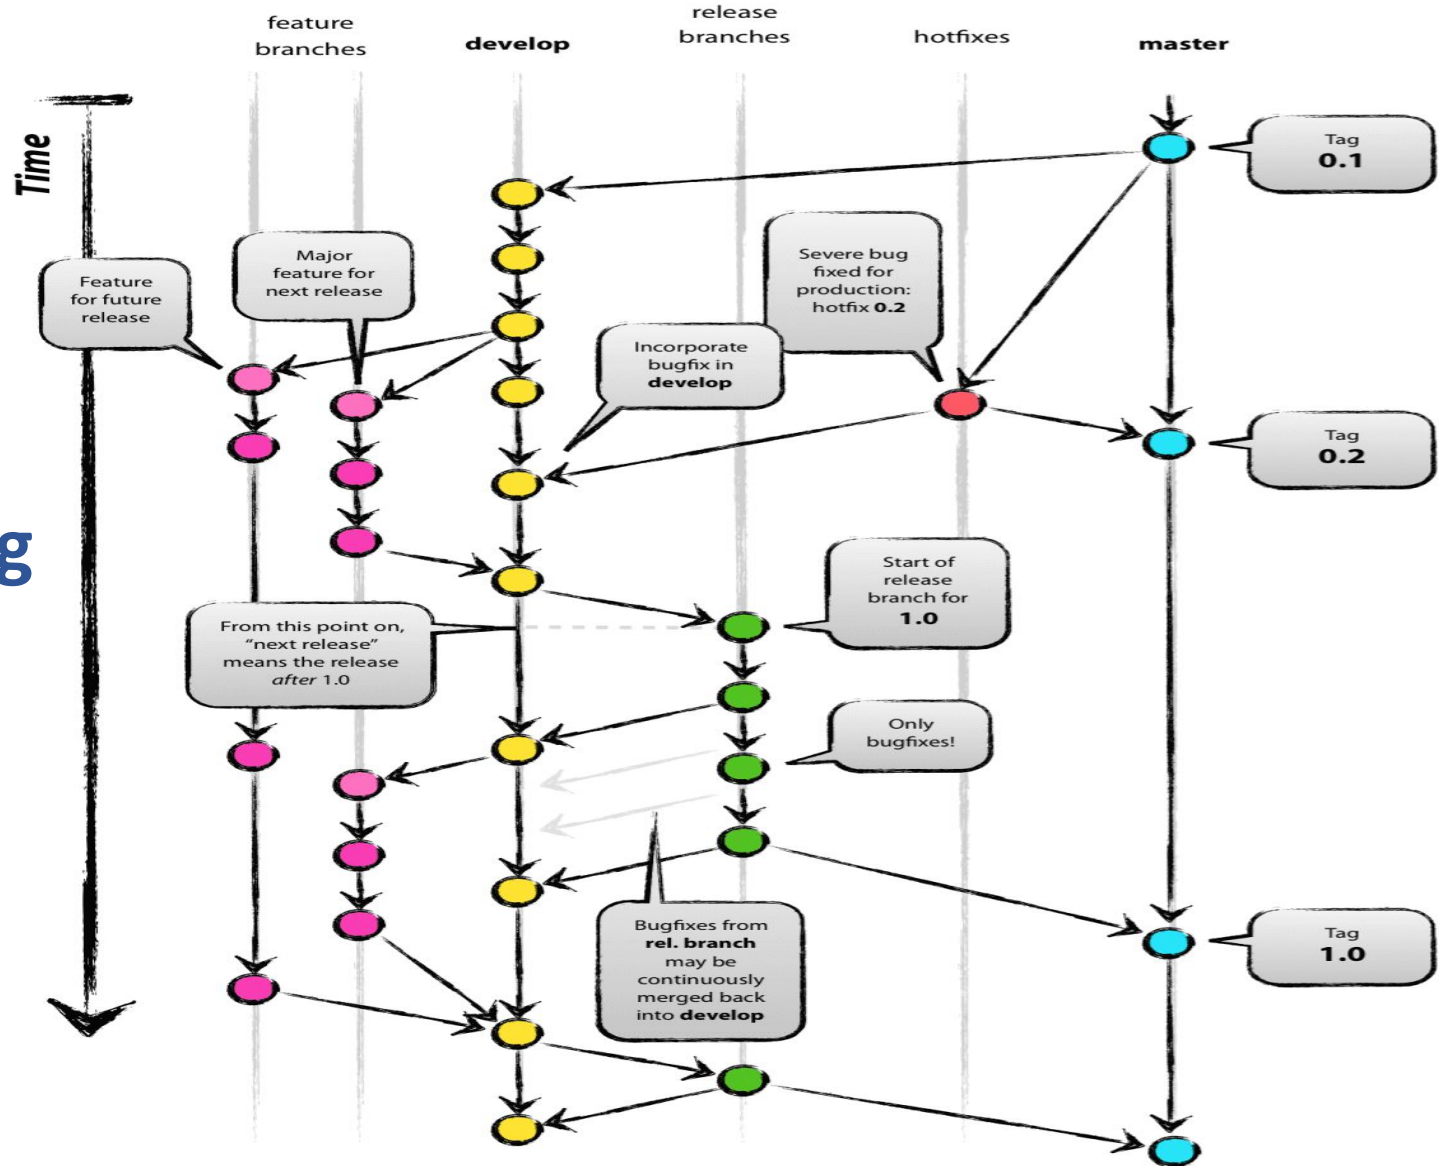 feature
branches
develop
release
branches
hotfixes
master
Time
Tag
0.1
Feature
for future
release
Major
feature for
next release
Severe bug
fixed for
production:
hotfix 0.2
Incorporate
bugfix in
develop
Tag
0.2
g
Start of
release
branch for
1.0
From this point on,
“next release”
means the release
after 1.0
Only
bugfixes!
Bugfixes from
rel. branch
may be
continuously
merged back
into develop
Tag
1.0